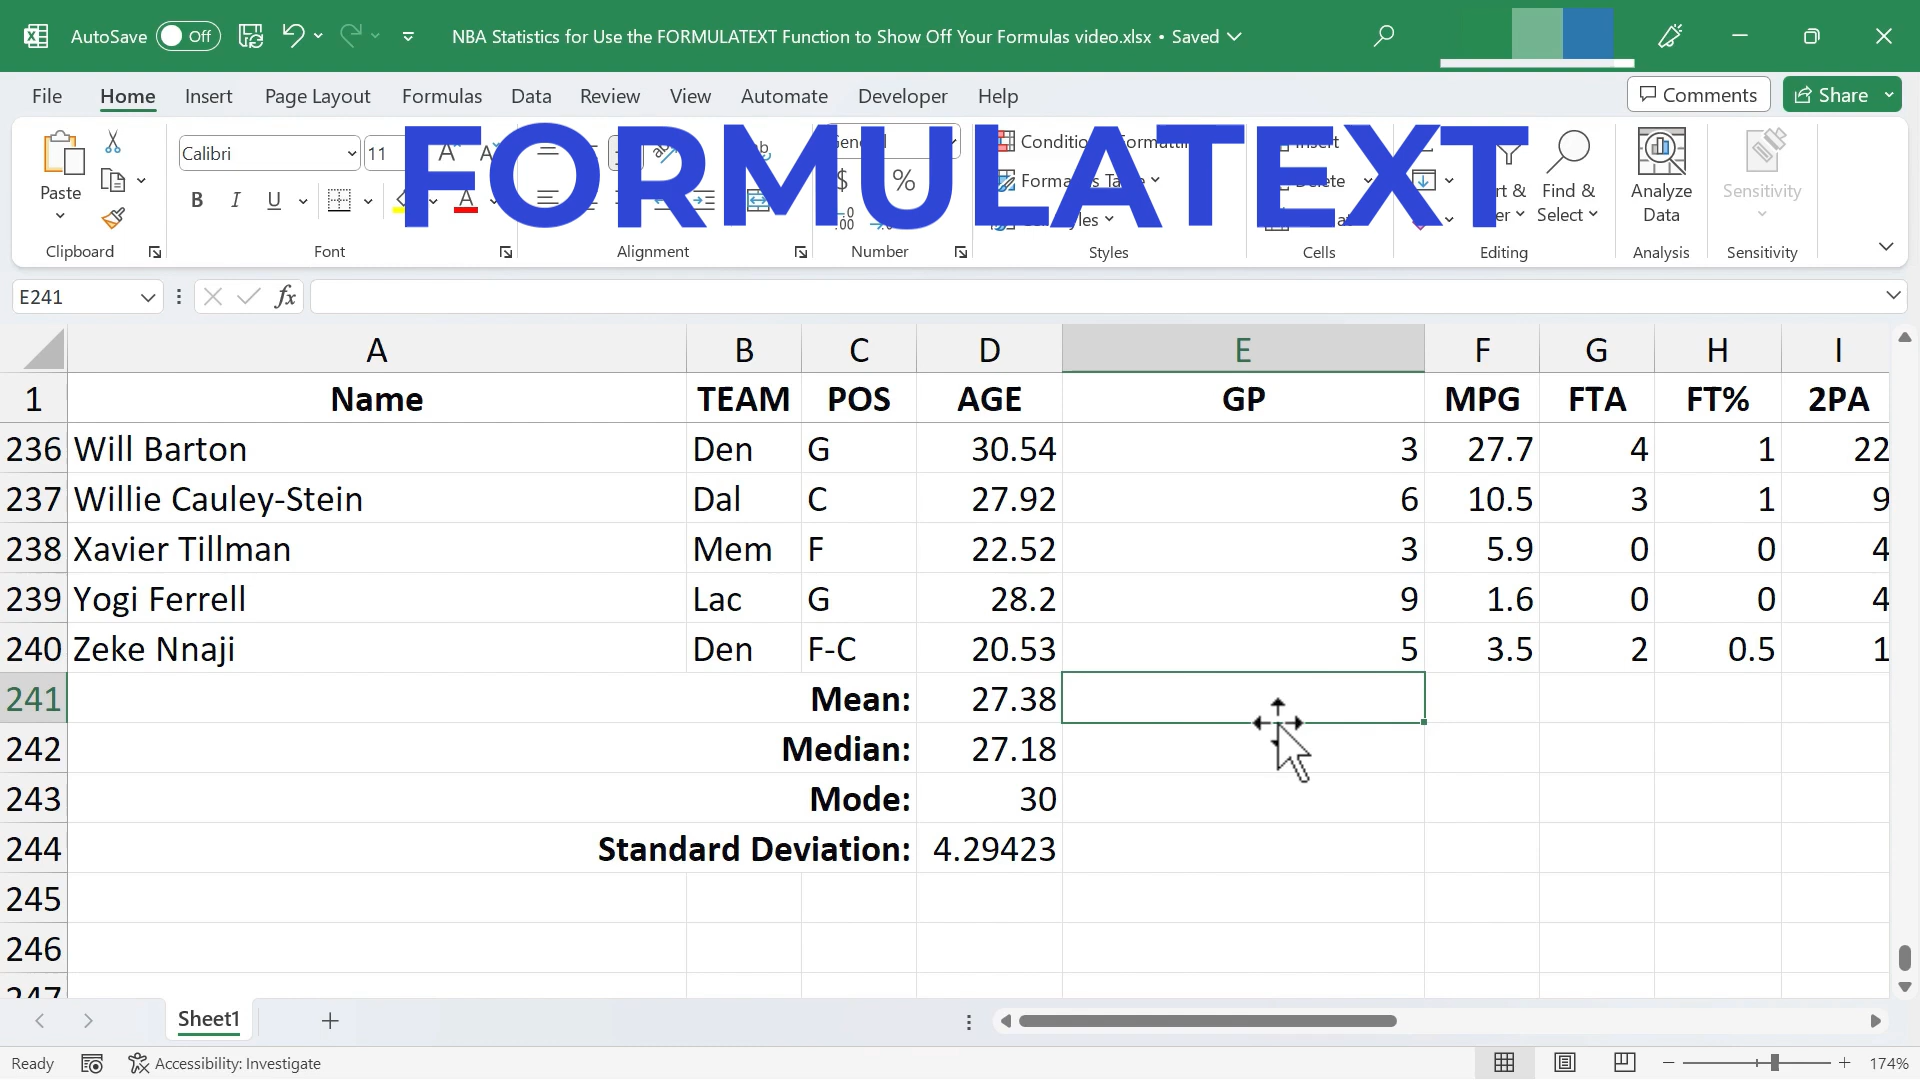 AutoSave Off NBA Statistics for Use the FORMULATEXT Function to Show Off Your Formulas video.xlsx • Saved
File Home Insert Page Layout Formulas Data Review View Automate Developer Help Comments Share
FORMULATEXT
Paste
Calibri 11
B I U
Analyze Data
Find & Select
Sensitivity
Clipboard Font Alignment Number Styles Cells Editing Analysis Sensitivity
E241 fx
A B C D E F G H I
1 Name TEAM POS AGE GP MPG FTA FT% 2PA
236 Will Barton Den G 30.54 3 27.7 4 1 22
237 Willie Cauley-Stein Dal C 27.92 6 10.5 3 1 9
238 Xavier Tillman Mem F 22.52 3 5.9 0 0 4
239 Yogi Ferrell Lac G 28.2 9 1.6 0 0 4
240 Zeke Nnaji Den F-C 20.53 5 3.5 2 0.5 1
241 Mean: 27.38
242 Median: 27.18
243 Mode: 30
244 Standard Deviation: 4.29423
245
246
247
Sheet1
Ready Accessibility: Investigate 174%